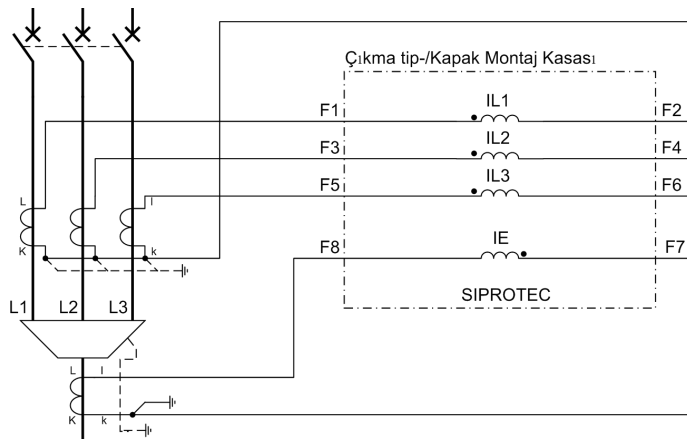 Çıkma tip-/Kapak Montaj Kasası
IL1
F1 F2
IL2
F3 F4
IL3
F5 F6
L l
K k
IE
F8 F7
SIPROTEC
L1 L2 L3
L l
K k